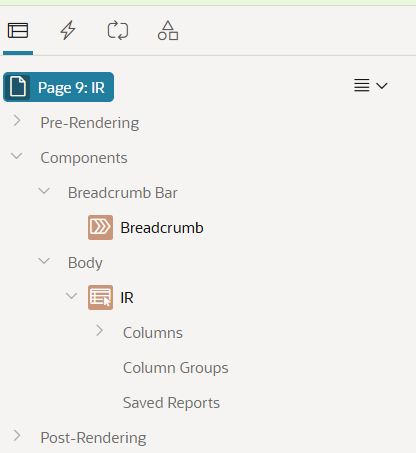 Page 9: IR
Pre-Rendering
Components
Breadcrumb Bar
Breadcrumb
Body
IR
Columns
Column Groups
Saved Reports
Post-Rendering